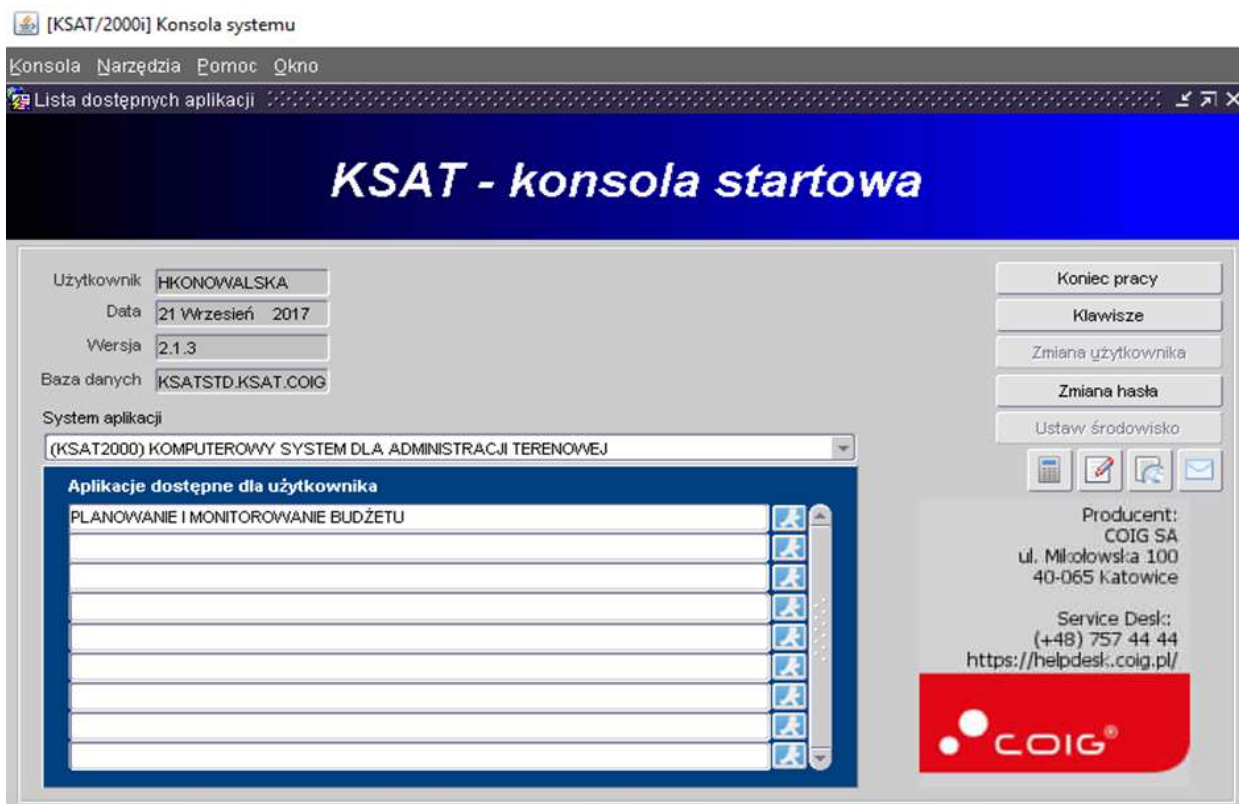 [KSAT/2000i] Konsola systemu
Konsola Narzędzia Pomoc Okno
Lista dostępnych aplikacji
KSAT - konsola startowa
Użytkownik HKONOWALSKA
Data 21 Wrzesień 2017
Wersja 2.1.3
Baza danych KSATSTD.KSAT.COIG
System aplikacji
(KSAT2000) KOMPUTEROWY SYSTEM DLA ADMINISTRACJI TERENOWEJ
Aplikacje dostępne dla użytkownika
PLANOWANIE I MONITOROWANIE BUDŻETU
Koniec pracy
Klawisze
Zmiana użytkownika
Zmiana hasła
Ustaw środowisko
Producent:
COIG SA
ul. Mikołowska 100
40-065 Katowice
Service Desk:
(+48) 757 44 44
https://helpdesk.coig.pl/
COIG®